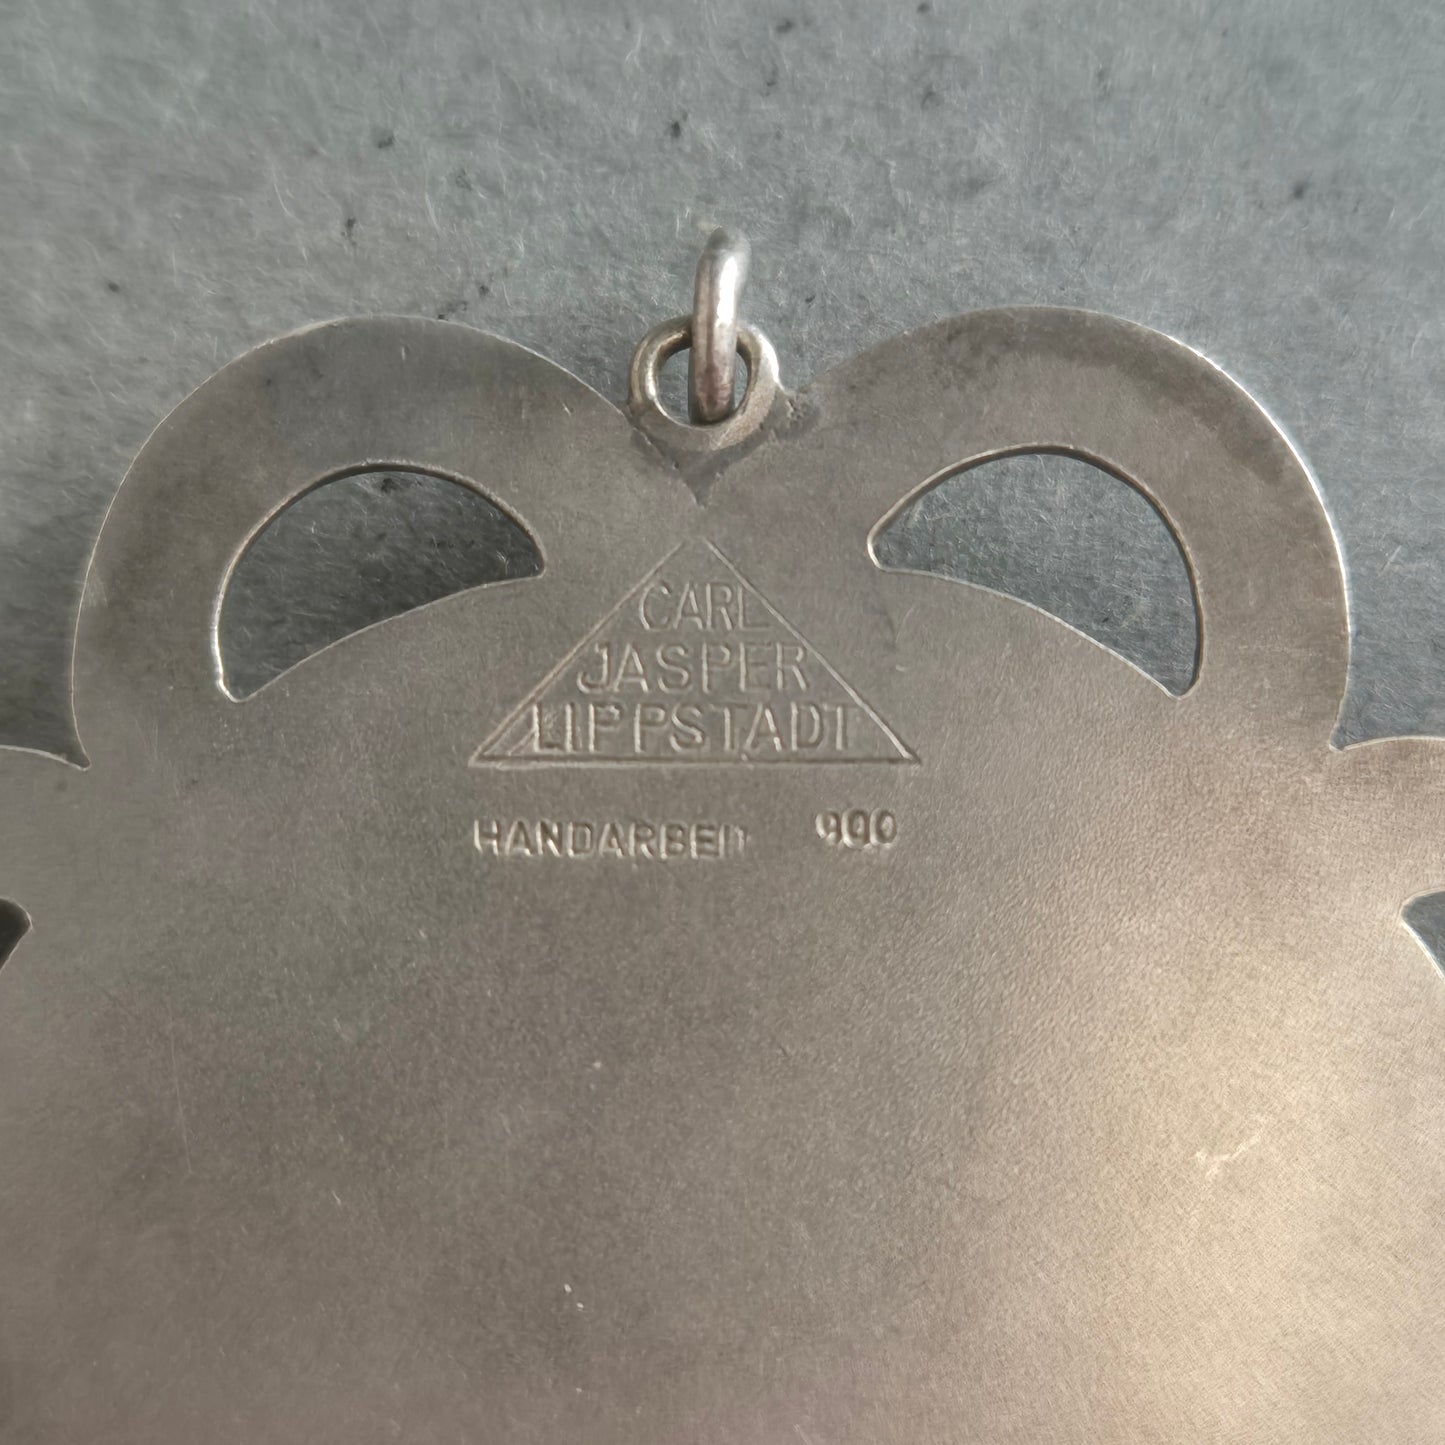 CARL
JASPER
LIPPSTADT
HANDARBEIT 900